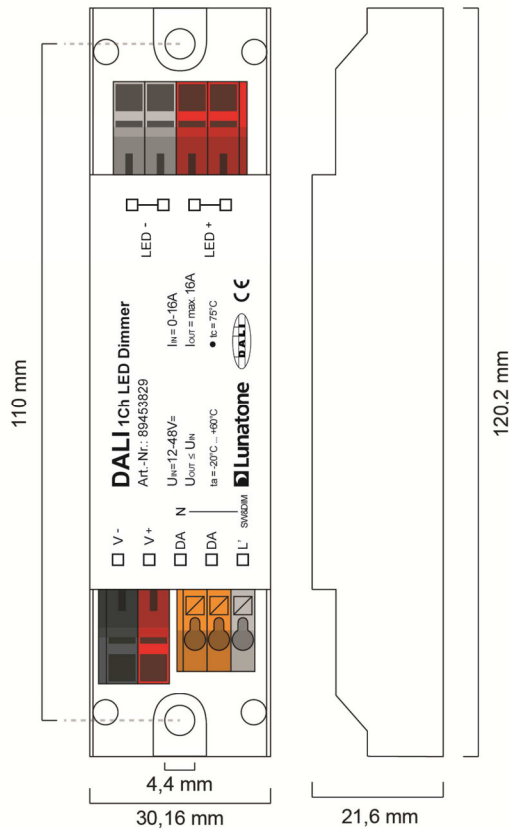 LED -
LED +
DALI 1Ch LED Dimmer
Art.-Nr.: 89453829
UIN=12-48V=
IIN = 0-16A
UOUT ≤ UIN
IOUT = max. 16A
ta = -20°C ... +60°C
● tc = 75°C
Lunatone
DALI
CE
V -
V +
DA
DA
L'
N
SW&DIM
110 mm
120.2 mm
4,4 mm
30,16 mm
21,6 mm